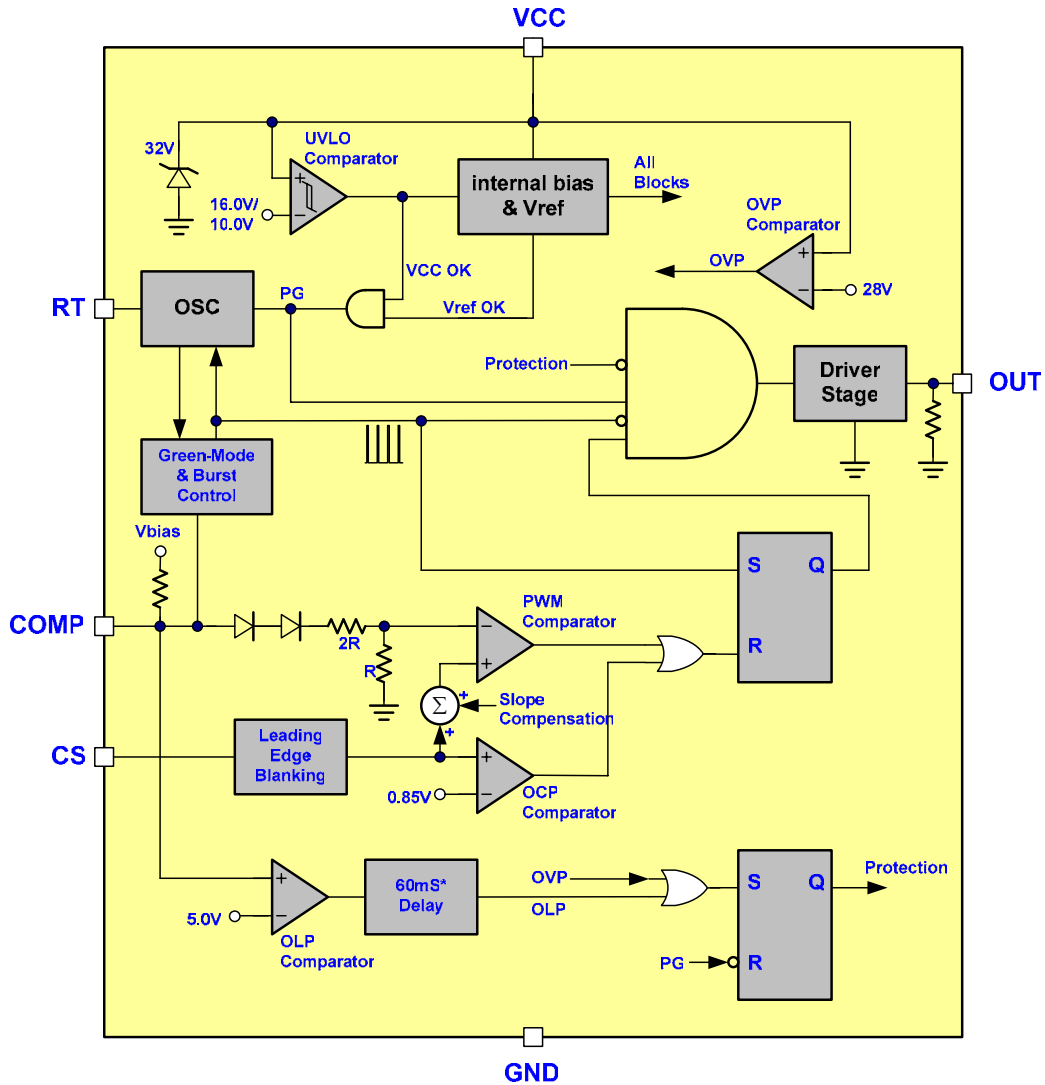 VCC
UVLO
Comparator
32V
+
−
16.0V/
10.0V
internal bias
& Vref
All
Blocks
OVP
Comparator
OVP
+
−
28V
VCC OK
Vref OK
RT
OSC
PG
Protection
Driver
Stage
OUT
Green-Mode
& Burst
Control
Vbias
COMP
2R
R
PWM
Comparator
−
+
S
Q
R
Σ
+
+
Slope
Compensation
CS
Leading
Edge
Blanking
+
−
0.85V
OCP
Comparator
+
−
5.0V
OLP
Comparator
60mS*
Delay
OVP
OLP
S
Q
Protection
PG
R
GND